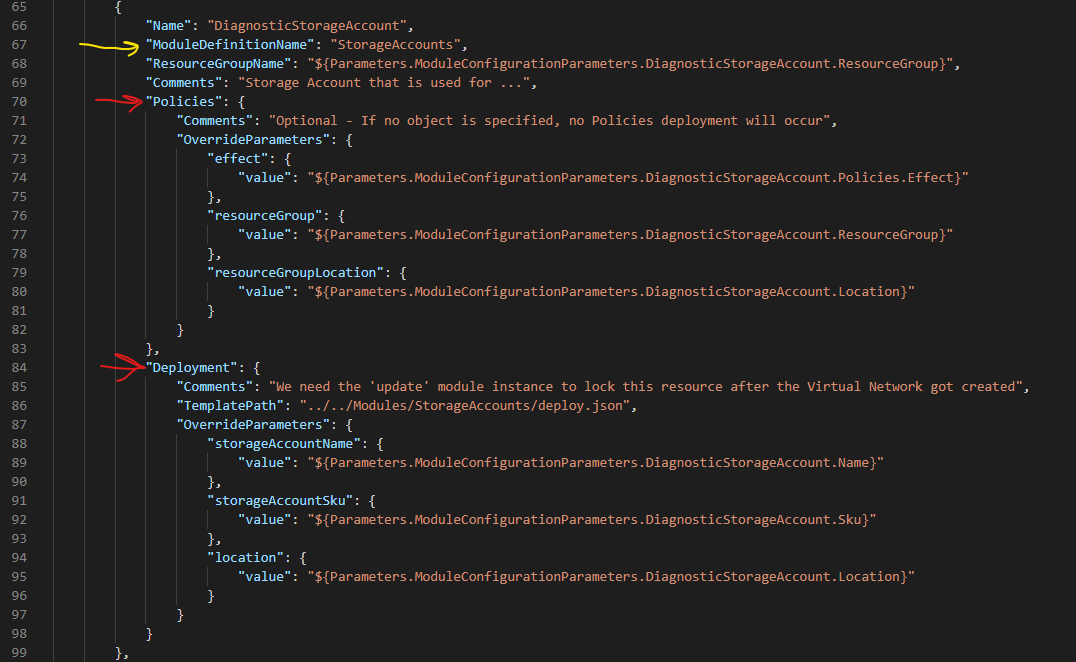 65 {
66 "Name": "DiagnosticStorageAccount",
67 "ModuleDefinitionName": "StorageAccounts",
68 "ResourceGroupName": "${Parameters.ModuleConfigurationParameters.DiagnosticStorageAccount.ResourceGroup}",
69 "Comments": "Storage Account that is used for ...",
70 "Policies": {
71 "Comments": "Optional - If no object is specified, no Policies deployment will occur",
72 "OverrideParameters": {
73 "effect": {
74 "value": "${Parameters.ModuleConfigurationParameters.DiagnosticStorageAccount.Policies.Effect}"
75 },
76 "resourceGroup": {
77 "value": "${Parameters.ModuleConfigurationParameters.DiagnosticStorageAccount.ResourceGroup}"
78 },
79 "resourceGroupLocation": {
80 "value": "${Parameters.ModuleConfigurationParameters.DiagnosticStorageAccount.Location}"
81 }
82 }
83 },
84 "Deployment": {
85 "Comments": "We need the 'update' module instance to lock this resource after the Virtual Network got created",
86 "TemplatePath": "../../Modules/StorageAccounts/deploy.json",
87 "OverrideParameters": {
88 "storageAccountName": {
89 "value": "${Parameters.ModuleConfigurationParameters.DiagnosticStorageAccount.Name}"
90 },
91 "storageAccountSku": {
92 "value": "${Parameters.ModuleConfigurationParameters.DiagnosticStorageAccount.Sku}"
93 },
94 "location": {
95 "value": "${Parameters.ModuleConfigurationParameters.DiagnosticStorageAccount.Location}"
96 }
97 }
98 }
99 },